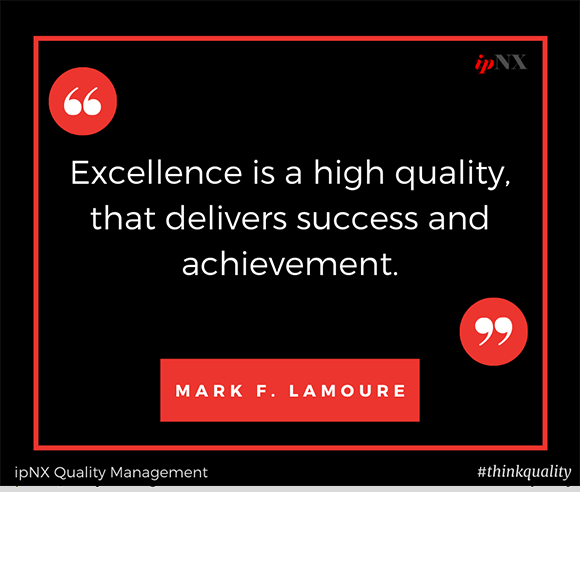 ipNX
“
Excellence is a high quality,
that delivers success and
achievement.
”
MARK F. LAMOURE
ipNX Quality Management
#thinkquality